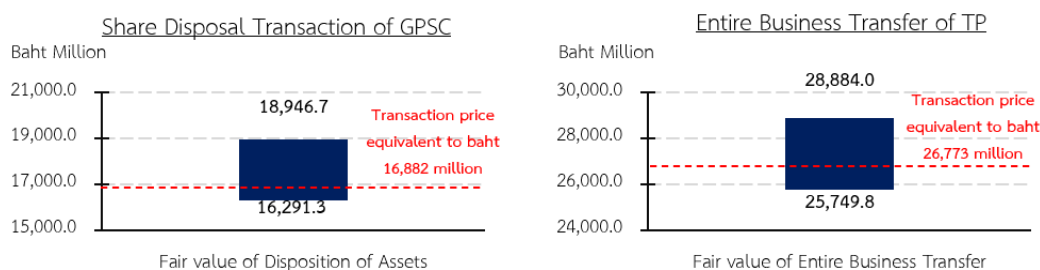 Share Disposal Transaction of GPSC
Baht Million
21,000.0
18,946.7
Transaction price
equivalent to baht
16,882 million
19,000.0
17,000.0
16,291.3
15,000.0
Fair value of Disposition of Assets
Entire Business Transfer of TP
Baht Million
28,884.0
30,000.0
Transaction price
equivalent to baht
26,773 million
28,000.0
26,000.0
25,749.8
24,000.0
Fair value of Entire Business Transfer